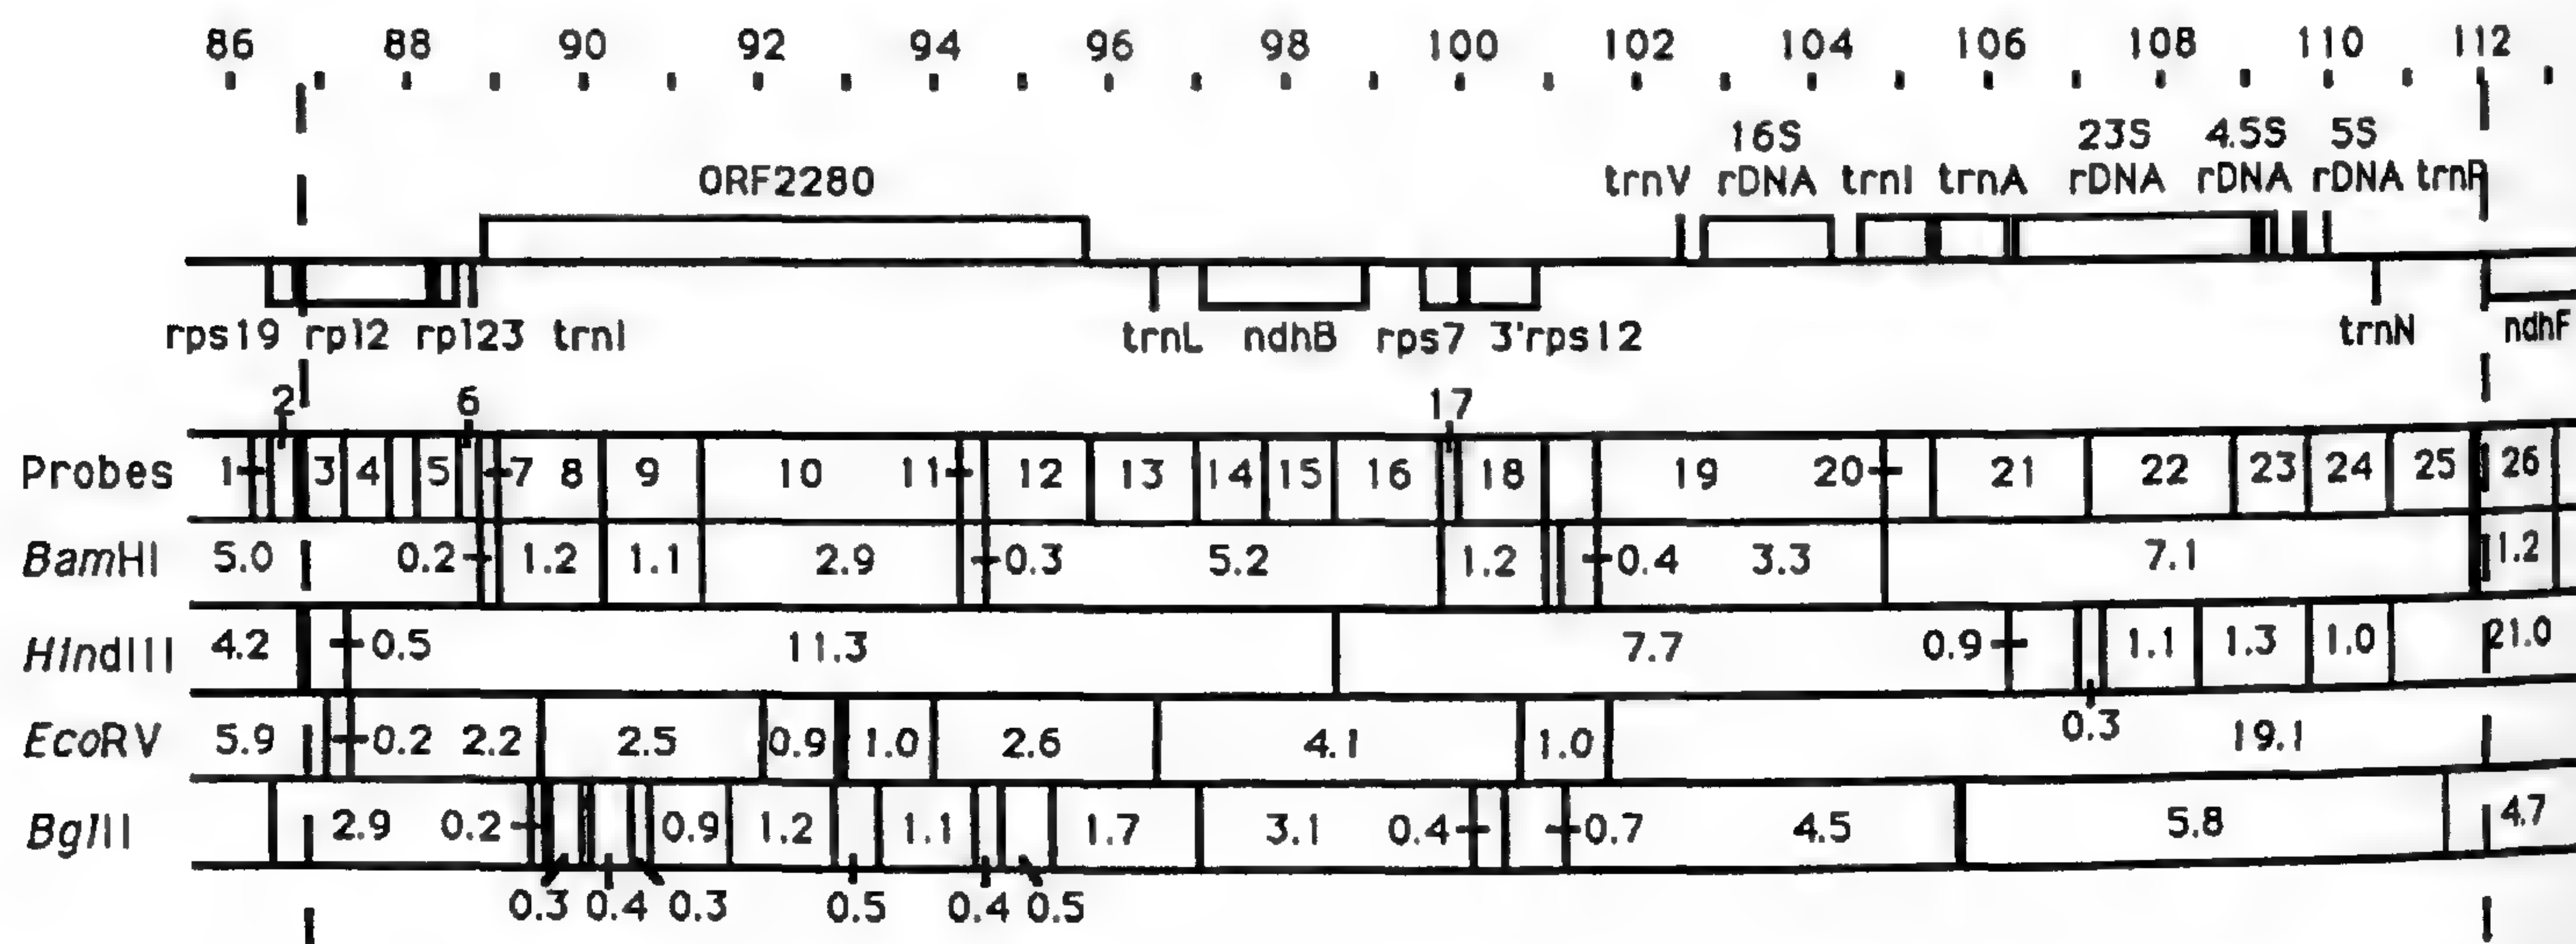 86 88 90 92 94 96 98 100 102 104 106 108 110 112
16S 23S 4.5S 5S
ORF2280 trnV rDNA trnI trnA rDNA rDNA rDNA trnR
rps19 rpl2 rpl23 trnI trnL ndhB rps7 3'rps12 trnN ndhF
2 6 17
Probes 1 3 4 5 7 8 9 10 11 12 13 14 15 16 18 19 20 21 22 23 24 25 26
BamHI 5.0 0.2 1.2 1.1 2.9 0.3 5.2 1.2 0.4 3.3 7.1 1.2
HindIII 4.2 0.5 11.3 7.7 0.9 1.1 1.3 1.0 21.0
EcoRV 5.9 0.2 2.2 2.5 0.9 1.0 2.6 4.1 1.0 0.3 19.1
BglII 2.9 0.2 0.9 1.2 1.1 1.7 3.1 0.4 0.7 4.5 5.8 4.7
0.3 0.4 0.3 0.5 0.4 0.5